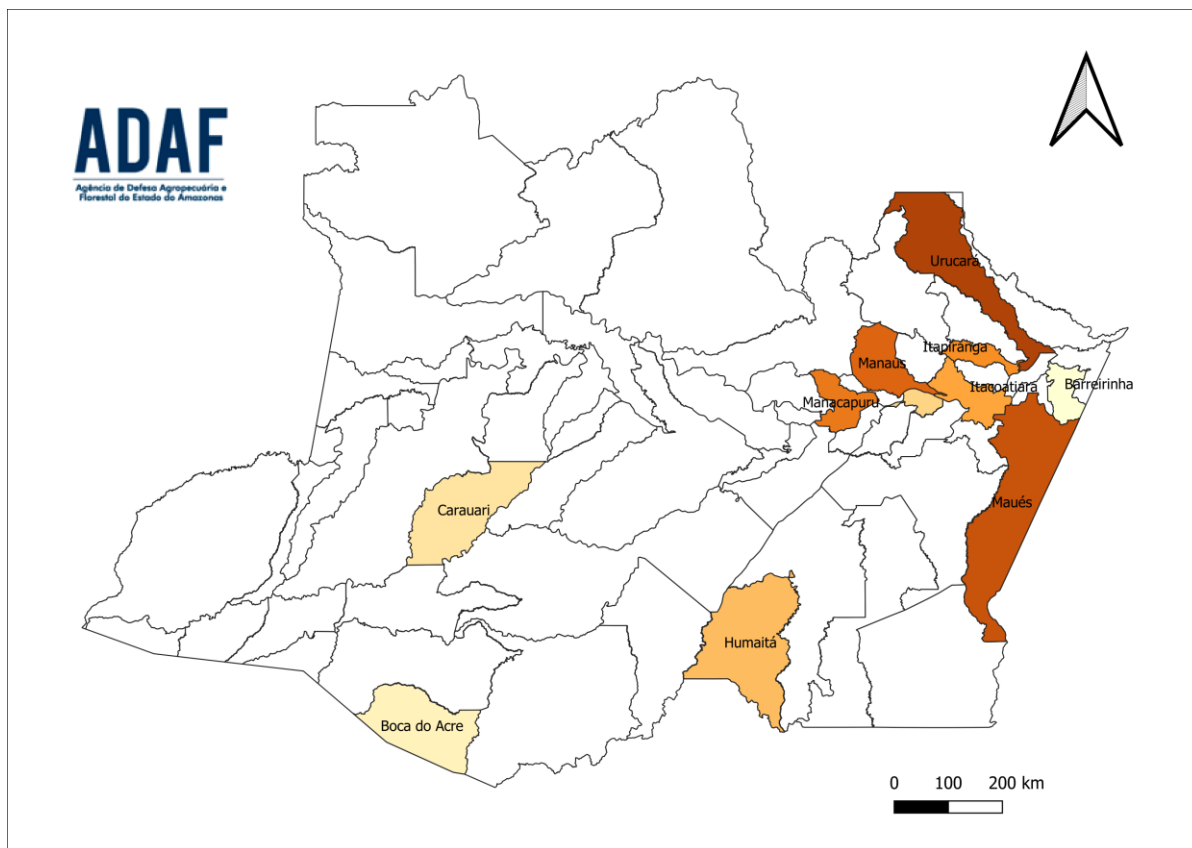 ADAF
Agência de Defesa Agropecuária e
Florestal do Estado do Amazonas
Urucará
Itapiranga
Manaus
Itacoatiara
Barreirinha
Manacapuru
Maués
Carauari
Humaitá
Boca do Acre
0 100 200 km